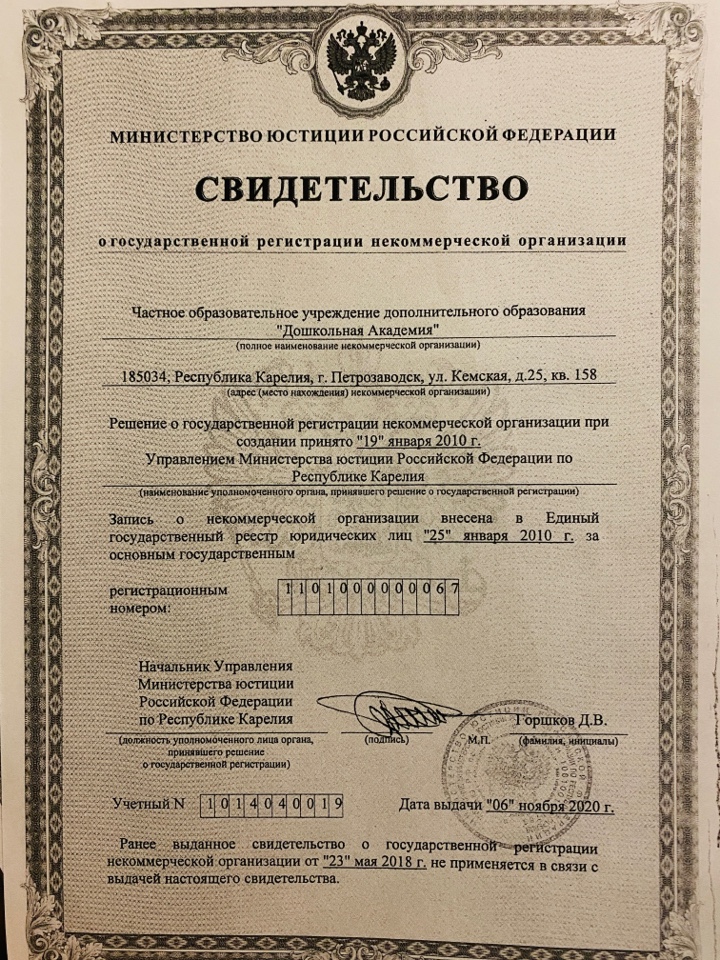 МИНИСТЕРСТВО ЮСТИЦИИ РОССИЙСКОЙ ФЕДЕРАЦИИ
СВИДЕТЕЛЬСТВО
о государственной регистрации некоммерческой организации
Частное образовательное учреждение дополнительного образования
"Дошкольная Академия"
(полное наименование некоммерческой организации)
185034, Республика Карелия, г. Петрозаводск, ул. Кемская, д.25, кв. 158
(адрес (место нахождения) некоммерческой организации)
Решение о государственной регистрации некоммерческой организации при
создании принято "19" января 2010 г.
Управлением Министерства юстиции Российской Федерации по
Республике Карелия
(наименование уполномоченного органа, принявшего решение о государственной регистрации)
Запись о некоммерческой организации внесена в Единый
государственный реестр юридических лиц "25" января 2010 г. за
основным государственным
регистрационным
номером: 1101000000067
Начальник Управления
Министерства юстиции
Российской Федерации
по Республике Карелия Горшков Д.В.
(должность уполномоченного лица органа, (подпись) М.П. (фамилия, инициалы)
принявшего решение
о государственной регистрации)
Учетный N 1014040019 Дата выдачи "06" ноября 2020 г.
Ранее выданное свидетельство о государственной регистрации
некоммерческой организации от "23" мая 2018 г. не применяется в связи с
выдачей настоящего свидетельства.